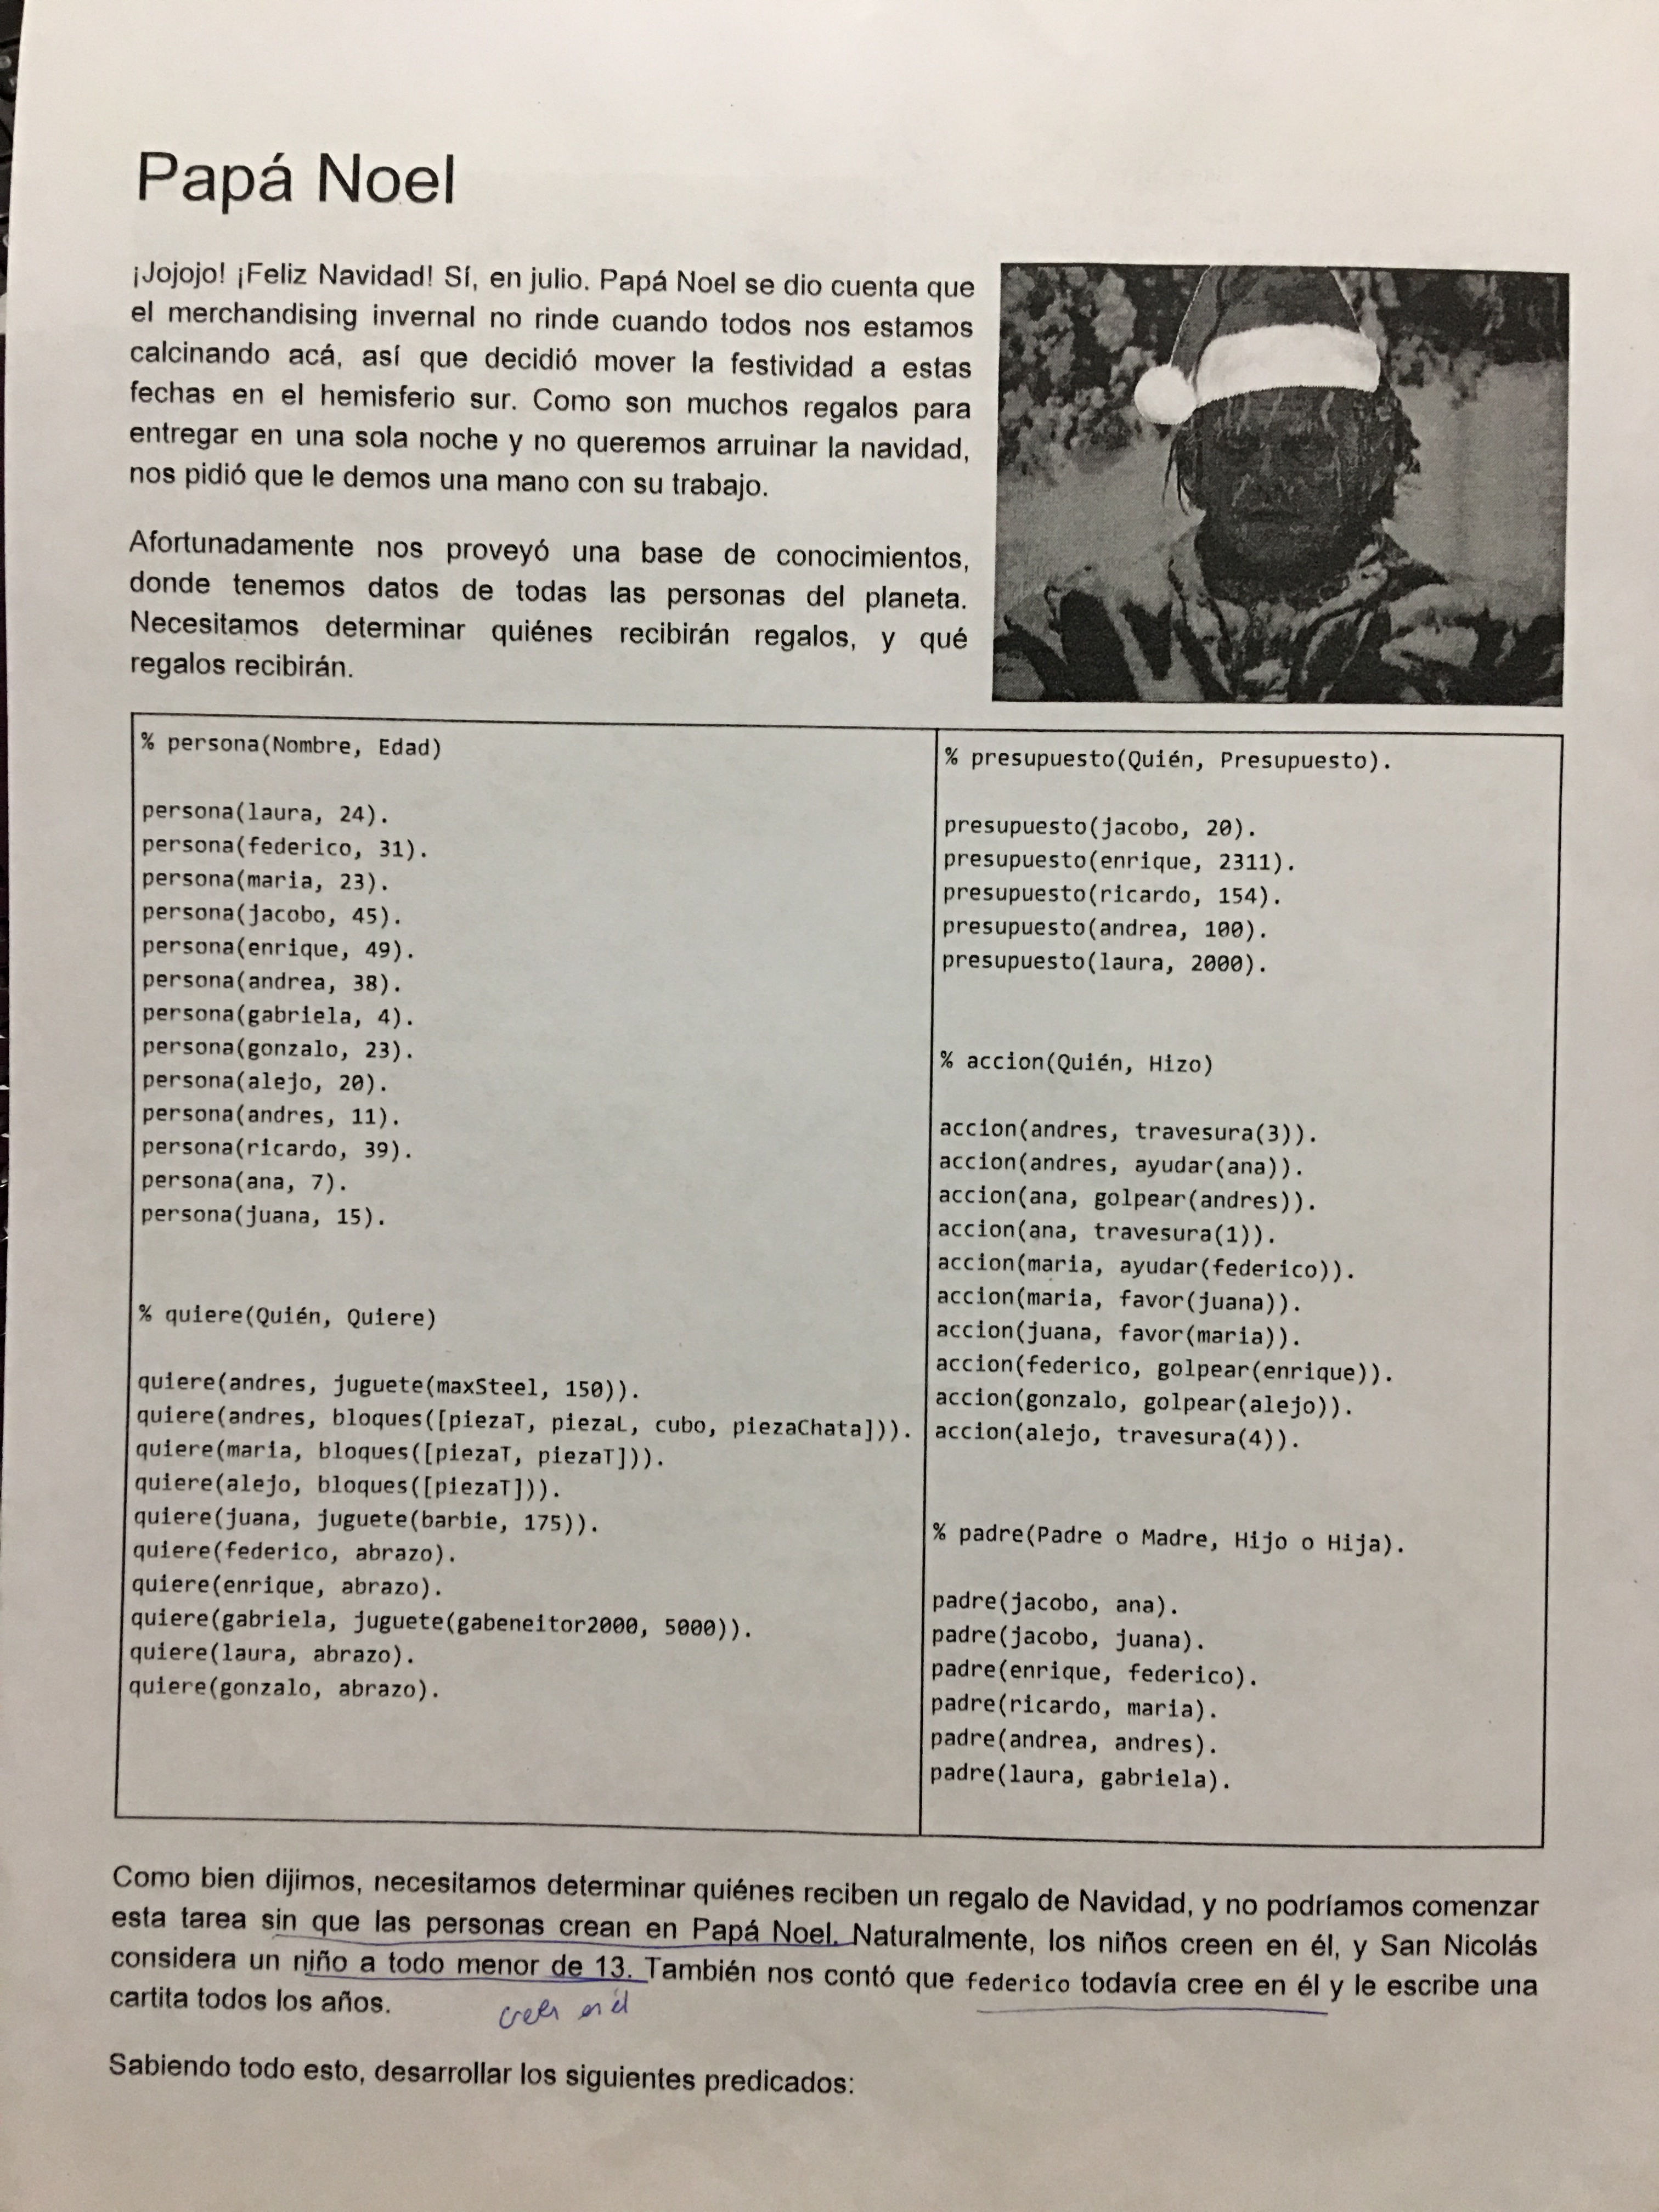 Papá Noel
¡Jojojo! ¡Feliz Navidad! Sí, en julio. Papá Noel se dio cuenta que
el merchandising invernal no rinde cuando todos nos estamos
calcinando acá, así que decidió mover la festividad a estas
fechas en el hemisferio sur. Como son muchos regalos para
entregar en una sola noche y no queremos arruinar la navidad,
nos pidió que le demos una mano con su trabajo.
Afortunadamente nos proveyó una base de conocimientos,
donde tenemos datos de todas las personas del planeta.
Necesitamos determinar quiénes recibirán regalos, y qué
regalos recibirán.
% persona(Nombre, Edad)
persona(laura, 24).
persona(federico, 31).
persona(maria, 23).
persona(jacobo, 45).
persona(enrique, 49).
persona(andrea, 38).
persona(gabriela, 4).
persona(gonzalo, 23).
persona(alejo, 20).
persona(andres, 11).
persona(ricardo, 39).
persona(ana, 7).
persona(juana, 15).
% quiere(Quién, Quiere)
quiere(andres, juguete(maxSteel, 150)).
quiere(andres, bloques([piezaT, piezaL, cubo, piezaChata])).
quiere(maria, bloques([piezaT, piezaT])).
quiere(alejo, bloques([piezaT])).
quiere(juana, juguete(barbie, 175)).
quiere(federico, abrazo).
quiere(enrique, abrazo).
quiere(gabriela, juguete(gabeneitor2000, 5000)).
quiere(laura, abrazo).
quiere(gonzalo, abrazo).
% presupuesto(Quién, Presupuesto).
presupuesto(jacobo, 20).
presupuesto(enrique, 2311).
presupuesto(ricardo, 154).
presupuesto(andrea, 100).
presupuesto(laura, 2000).
% accion(Quién, Hizo)
accion(andres, travesura(3)).
accion(andres, ayudar(ana)).
accion(ana, golpear(andres)).
accion(ana, travesura(1)).
accion(maria, ayudar(federico)).
accion(maria, favor(juana)).
accion(juana, favor(maria)).
accion(federico, golpear(enrique)).
accion(gonzalo, golpear(alejo)).
accion(alejo, travesura(4)).
% padre(Padre o Madre, Hijo o Hija).
padre(jacobo, ana).
padre(jacobo, juana).
padre(enrique, federico).
padre(ricardo, maria).
padre(andrea, andres).
padre(laura, gabriela).
Como bien dijimos, necesitamos determinar quiénes reciben un regalo de Navidad, y no podríamos comenzar
esta tarea sin que las personas crean en Papá Noel. Naturalmente, los niños creen en él, y San Nicolás
considera un niño a todo menor de 13. También nos contó que federico todavía cree en él y le escribe una
cartita todos los años.
creen en él
Sabiendo todo esto, desarrollar los siguientes predicados: